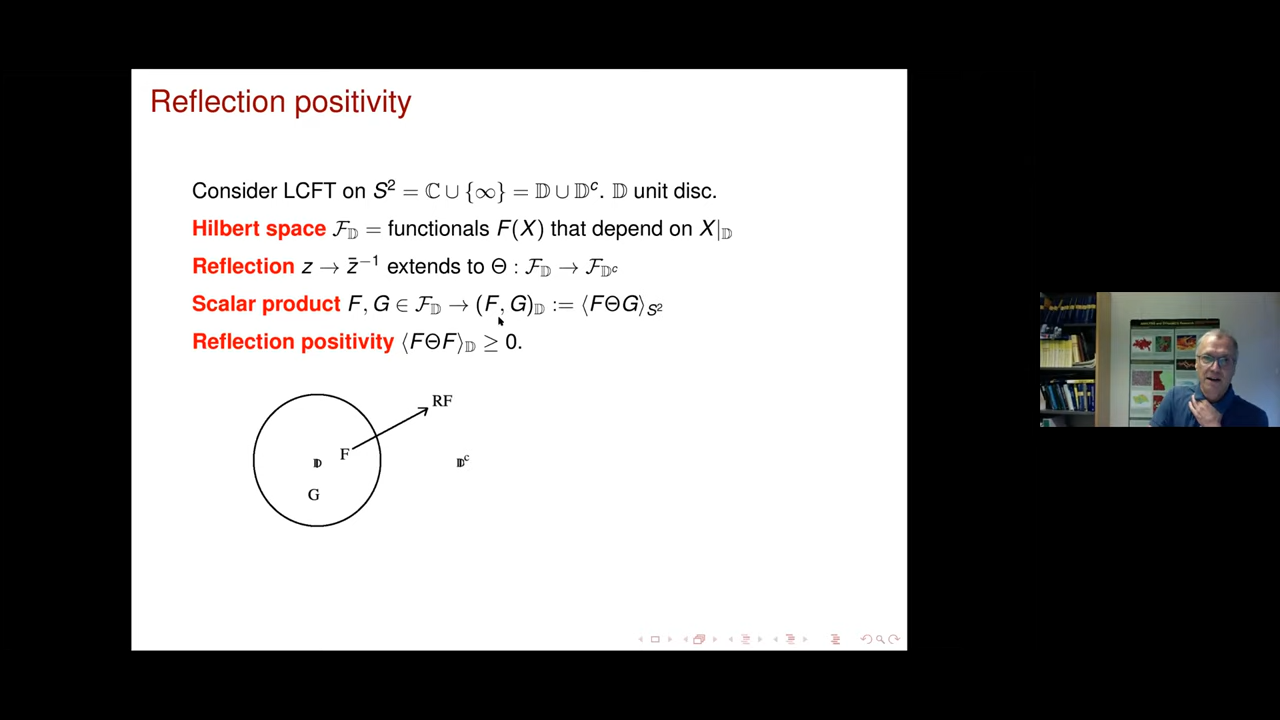 Reflection positivity
Consider LCFT on S² = ℂ ∪ {∞} = 𝔻 ∪ 𝔻ᶜ. 𝔻 unit disc.
Hilbert space ℱ_𝔻 = functionals F(X) that depend on X|_𝔻
Reflection z → z̄⁻¹ extends to Θ : ℱ_𝔻 → ℱ_𝔻ᶜ
Scalar product F, G ∈ ℱ_𝔻 → (F, G)_𝔻 := ⟨FΘG⟩_S²
Reflection positivity ⟨FΘF⟩_𝔻 ≥ 0.
RF
F
𝔻
𝔻ᶜ
G